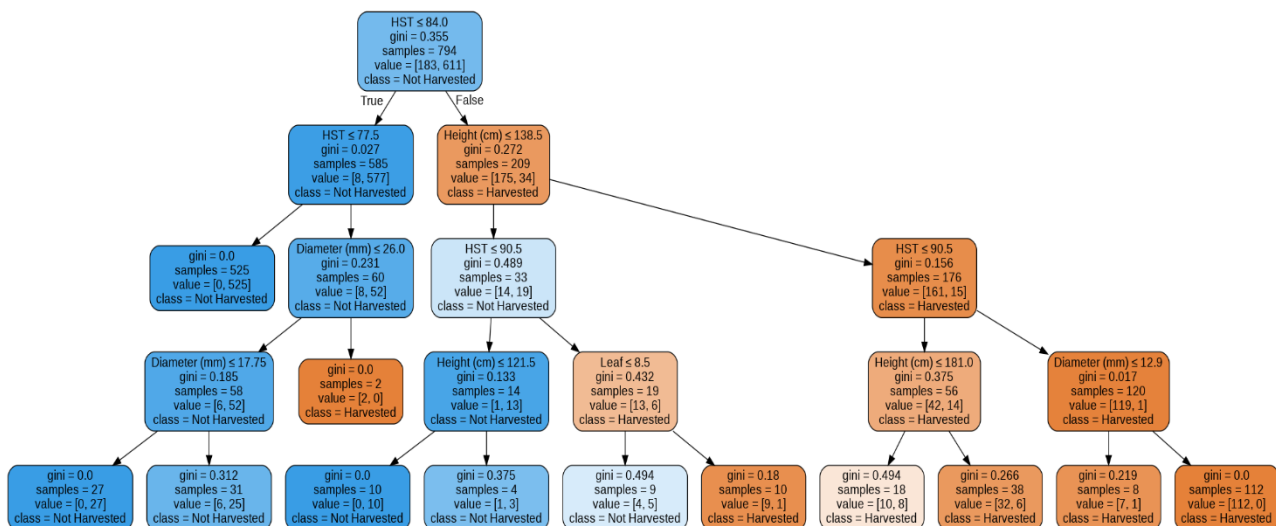 HST ≤ 84.0
gini = 0.355
samples = 794
value = [183, 611]
class = Not Harvested
True
False
HST ≤ 77.5
gini = 0.027
samples = 585
value = [8, 577]
class = Not Harvested
Height (cm) ≤ 138.5
gini = 0.272
samples = 209
value = [175, 34]
class = Harvested
gini = 0.0
samples = 525
value = [0, 525]
class = Not Harvested
Diameter (mm) ≤ 26.0
gini = 0.231
samples = 60
value = [8, 52]
class = Not Harvested
HST ≤ 90.5
gini = 0.489
samples = 33
value = [14, 19]
class = Not Harvested
HST ≤ 90.5
gini = 0.156
samples = 176
value = [161, 15]
class = Harvested
Diameter (mm) ≤ 17.75
gini = 0.185
samples = 58
value = [6, 52]
class = Not Harvested
gini = 0.0
samples = 2
value = [2, 0]
class = Harvested
Height (cm) ≤ 121.5
gini = 0.133
samples = 14
value = [1, 13]
class = Not Harvested
Leaf ≤ 8.5
gini = 0.432
samples = 19
value = [13, 6]
class = Harvested
Height (cm) ≤ 181.0
gini = 0.375
samples = 56
value = [42, 14]
class = Harvested
Diameter (mm) ≤ 12.9
gini = 0.017
samples = 120
value = [119, 1]
class = Harvested
gini = 0.0
samples = 27
value = [0, 27]
class = Not Harvested
gini = 0.312
samples = 31
value = [6, 25]
class = Not Harvested
gini = 0.0
samples = 10
value = [0, 10]
class = Not Harvested
gini = 0.375
samples = 4
value = [1, 3]
class = Not Harvested
gini = 0.494
samples = 9
value = [4, 5]
class = Not Harvested
gini = 0.18
samples = 10
value = [9, 1]
class = Harvested
gini = 0.494
samples = 18
value = [10, 8]
class = Harvested
gini = 0.266
samples = 38
value = [32, 6]
class = Harvested
gini = 0.219
samples = 8
value = [7, 1]
class = Harvested
gini = 0.0
samples = 112
value = [112, 0]
class = Harvested